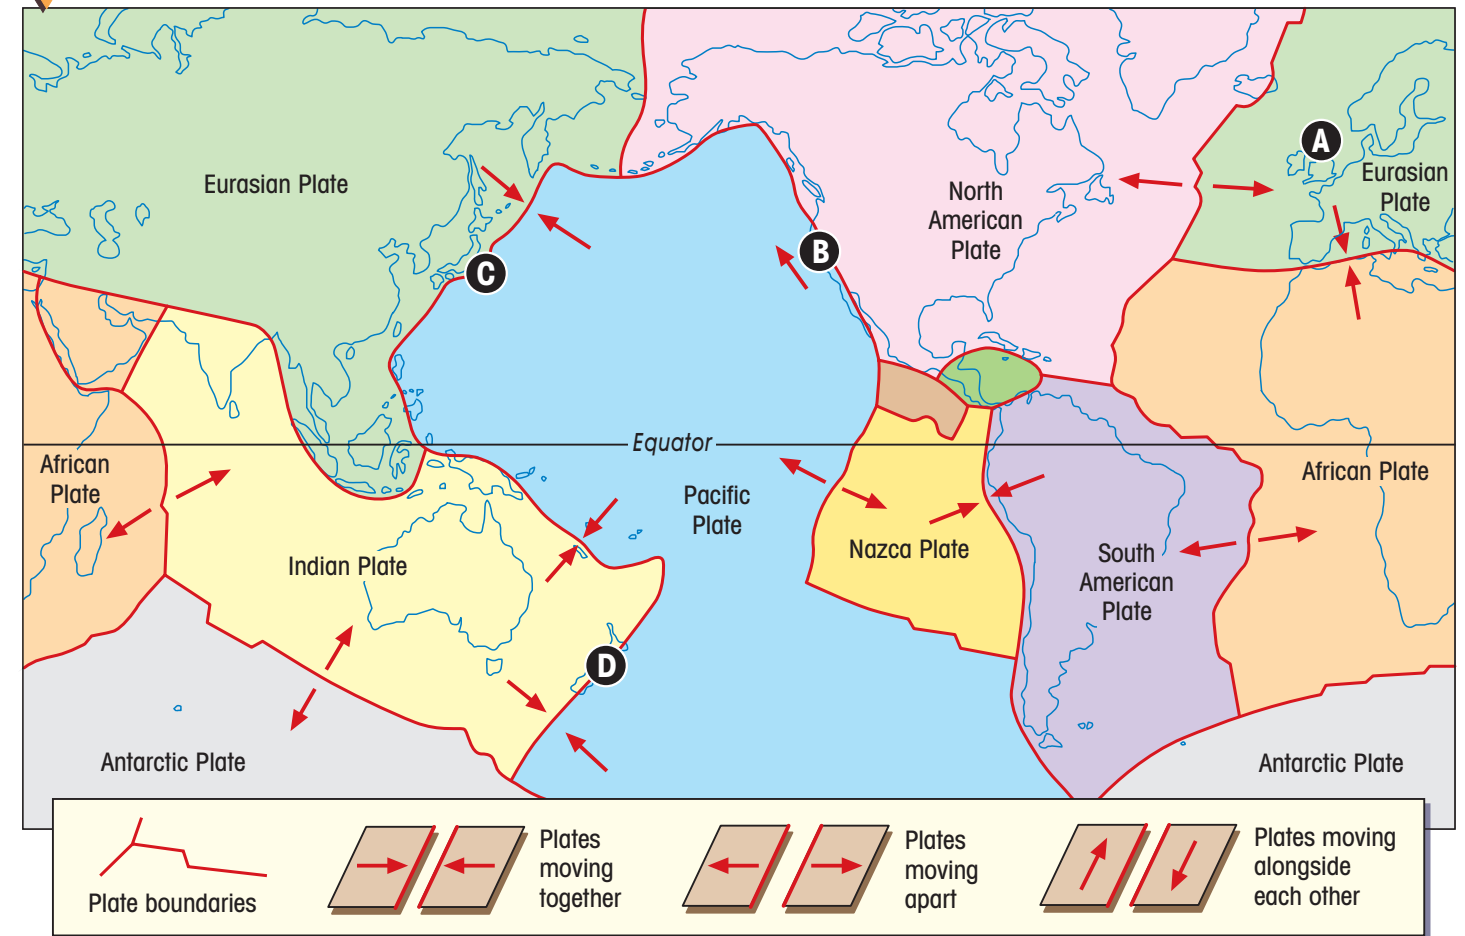 A
Eurasian Plate
Eurasian
Plate
North
American
Plate
B
C
Equator
African
Plate
African Plate
Pacific
Plate
Nazca Plate
South
American
Plate
Indian Plate
D
Antarctic Plate
Antarctic Plate
Plate boundaries
Plates
moving
together
Plates
moving
apart
Plates moving
alongside
each other